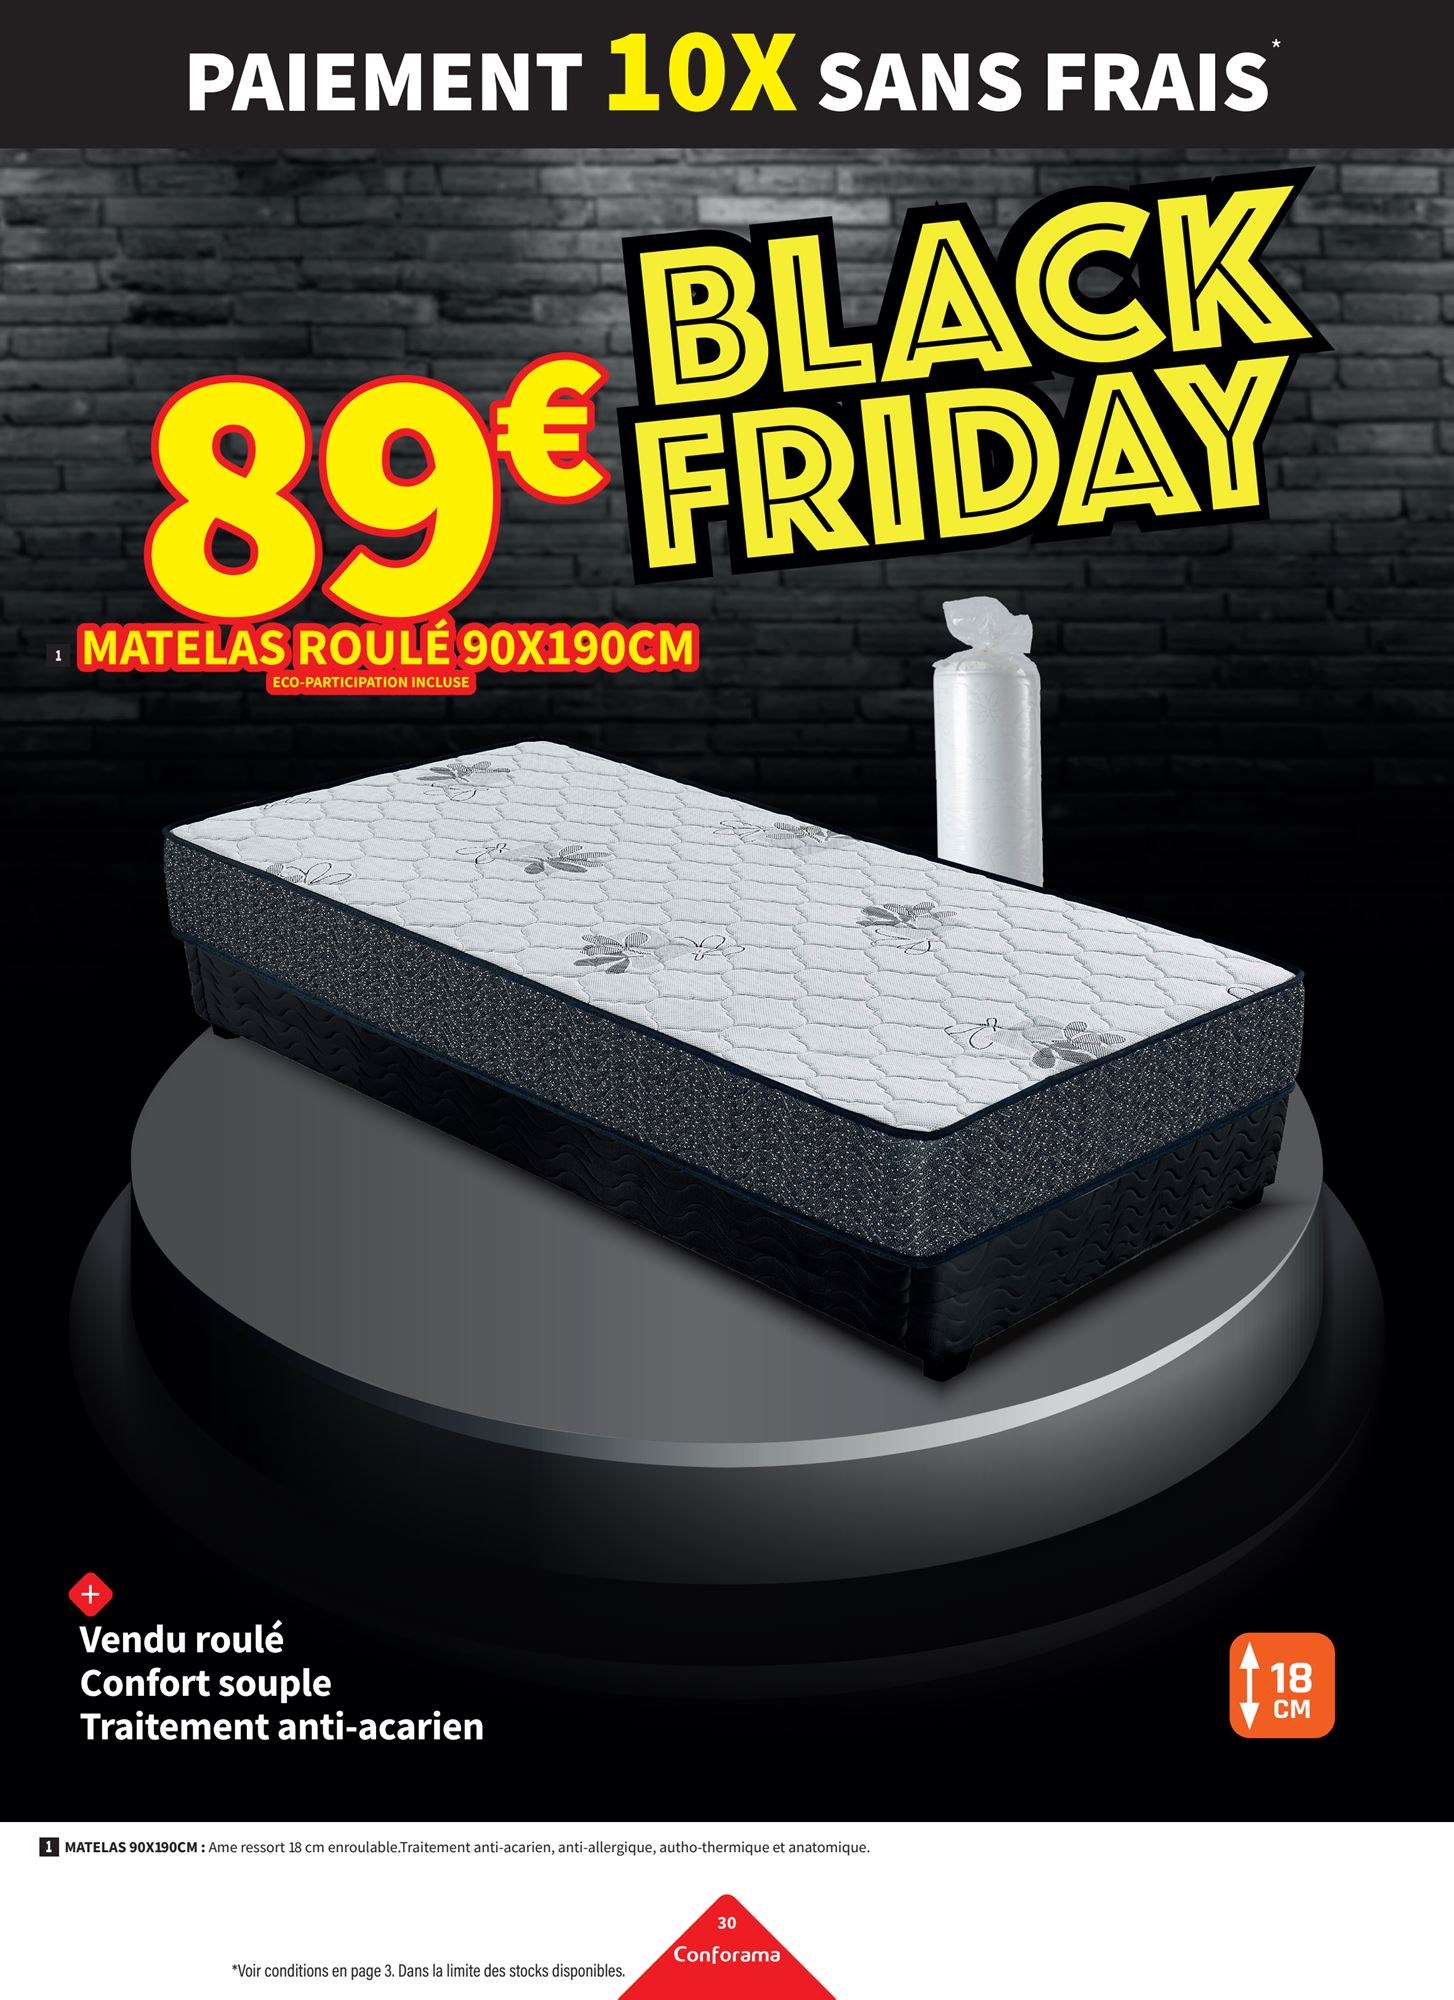 PAIEMENT 10X SANS FRAIS*
BLACK
FRIDAY
89€
1 MATELAS ROULÉ 90X190CM
ECO-PARTICIPATION INCLUSE
+
Vendu roulé
Confort souple
Traitement anti-acarien
18
CM
1 MATELAS 90X190CM : Ame ressort 18 cm enroulable.Traitement anti-acarien, anti-allergique, autho-thermique et anatomique.
30
Conforama
*Voir conditions en page 3. Dans la limite des stocks disponibles.